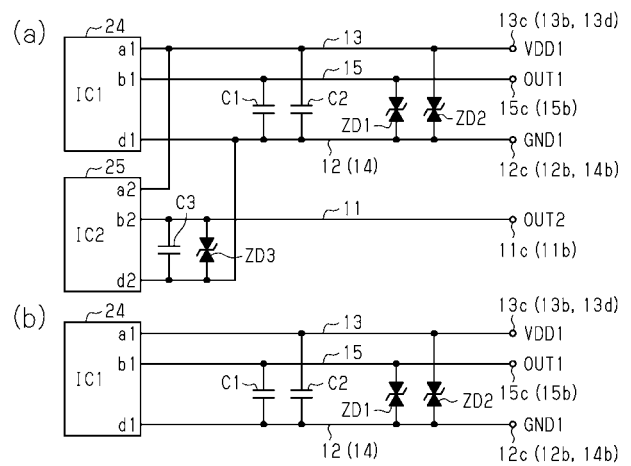 (a)
24
a1
13
13c (13b, 13d)
VDD1
b1
15
OUT1
IC1
C1
C2
ZD1
ZD2
15c (15b)
d1
12 (14)
GND1
25
12c (12b, 14b)
a2
b2
11
OUT2
IC2
C3
ZD3
11c (11b)
d2
(b)
24
a1
13
13c (13b, 13d)
VDD1
b1
15
OUT1
IC1
C1
C2
ZD1
ZD2
15c (15b)
d1
12 (14)
GND1
12c (12b, 14b)